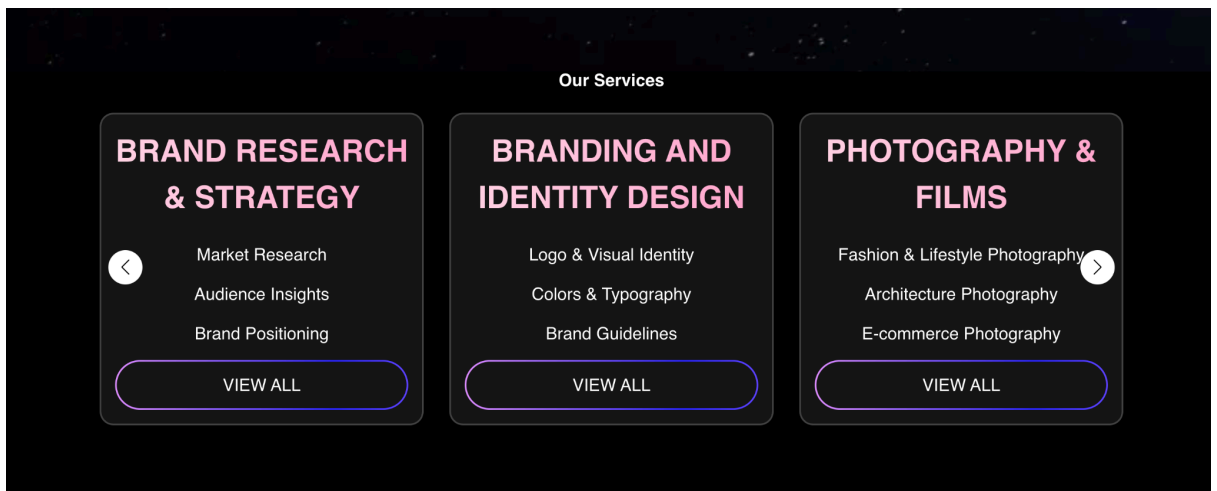 Our Services
BRAND RESEARCH
& STRATEGY
Market Research
Audience Insights
Brand Positioning
VIEW ALL
BRANDING AND
IDENTITY DESIGN
Logo & Visual Identity
Colors & Typography
Brand Guidelines
VIEW ALL
PHOTOGRAPHY &
FILMS
Fashion & Lifestyle Photography
Architecture Photography
E-commerce Photography
VIEW ALL